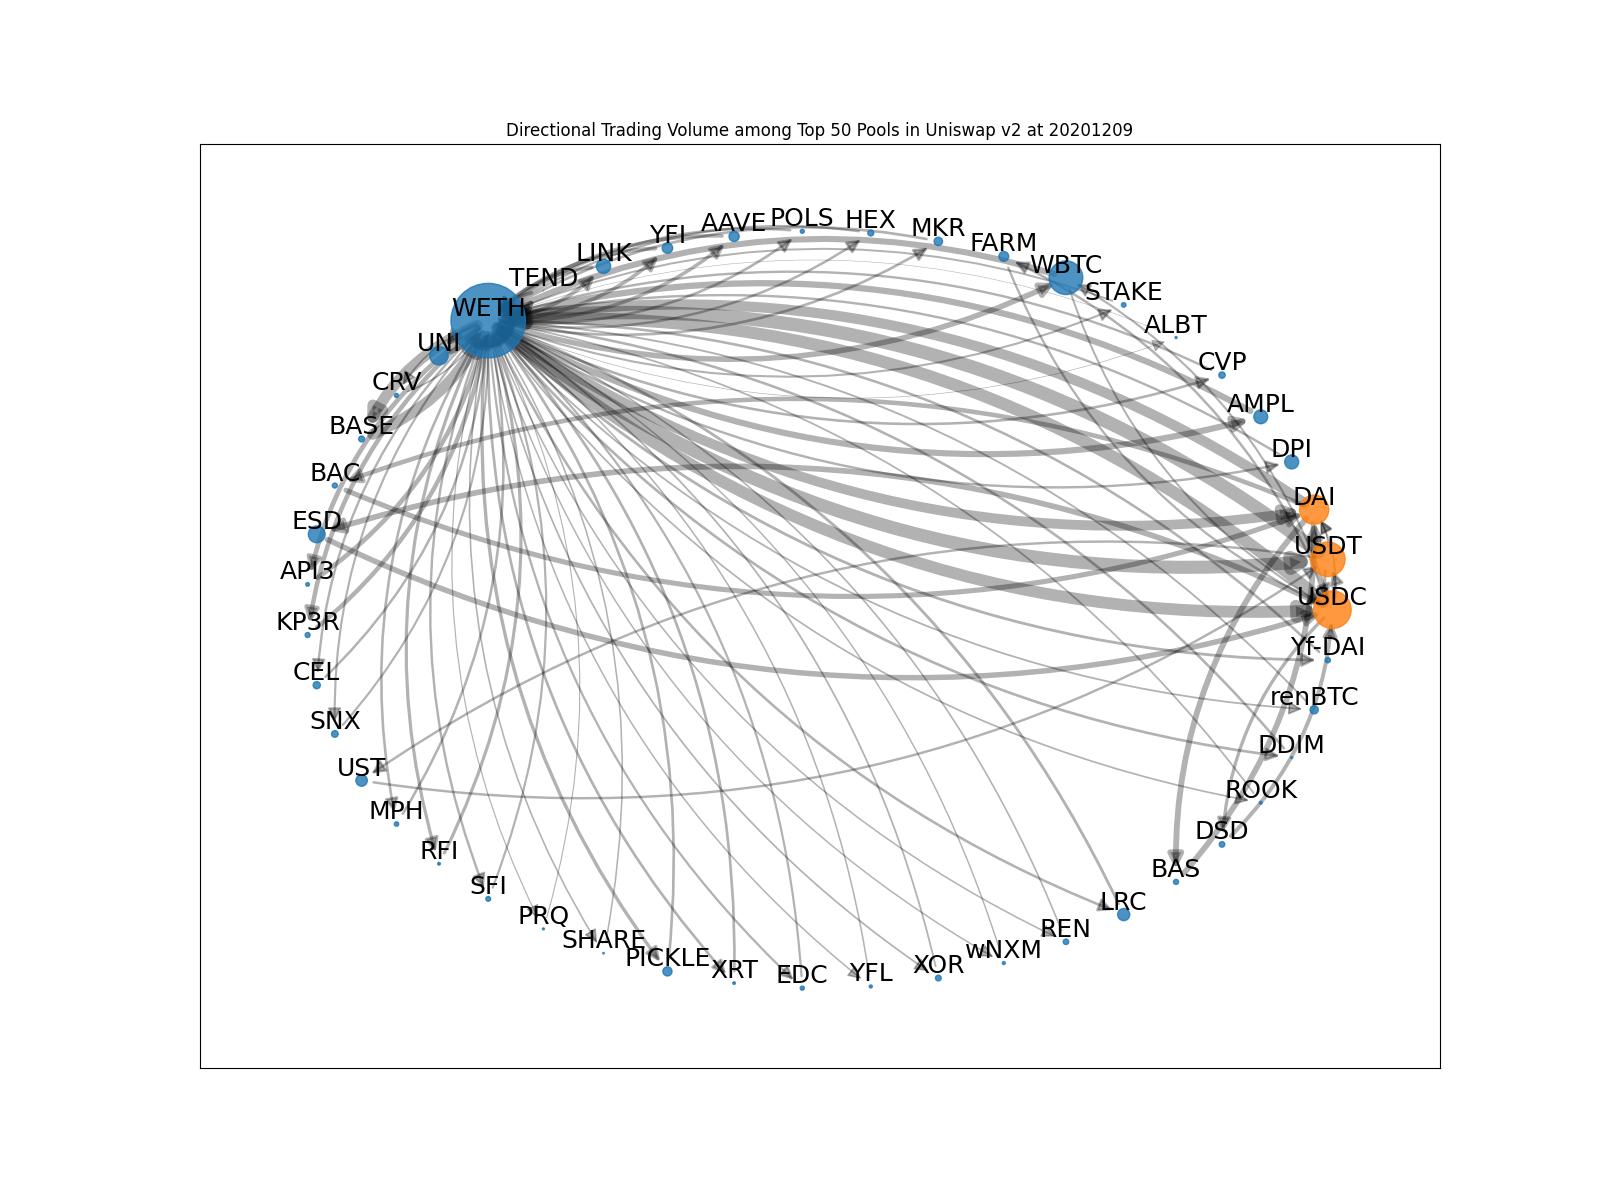 Directional Trading Volume among Top 50 Pools in Uniswap v2 at 20201209
POLS
HEX
AAVE
MKR
YFI
FARM
LINK
WBTC
TEND
STAKE
WETH
ALBT
UNI
CVP
CRV
AMPL
BASE
DPI
BAC
DAI
ESD
USDT
API3
USDC
KP3R
Yf-DAI
CEL
renBTC
SNX
DDIM
UST
ROOK
MPH
DSD
RFI
BAS
SFI
LRC
PRQ
REN
SHARE
wNXM
PICKLE
XOR
XRT
YFL
EDC